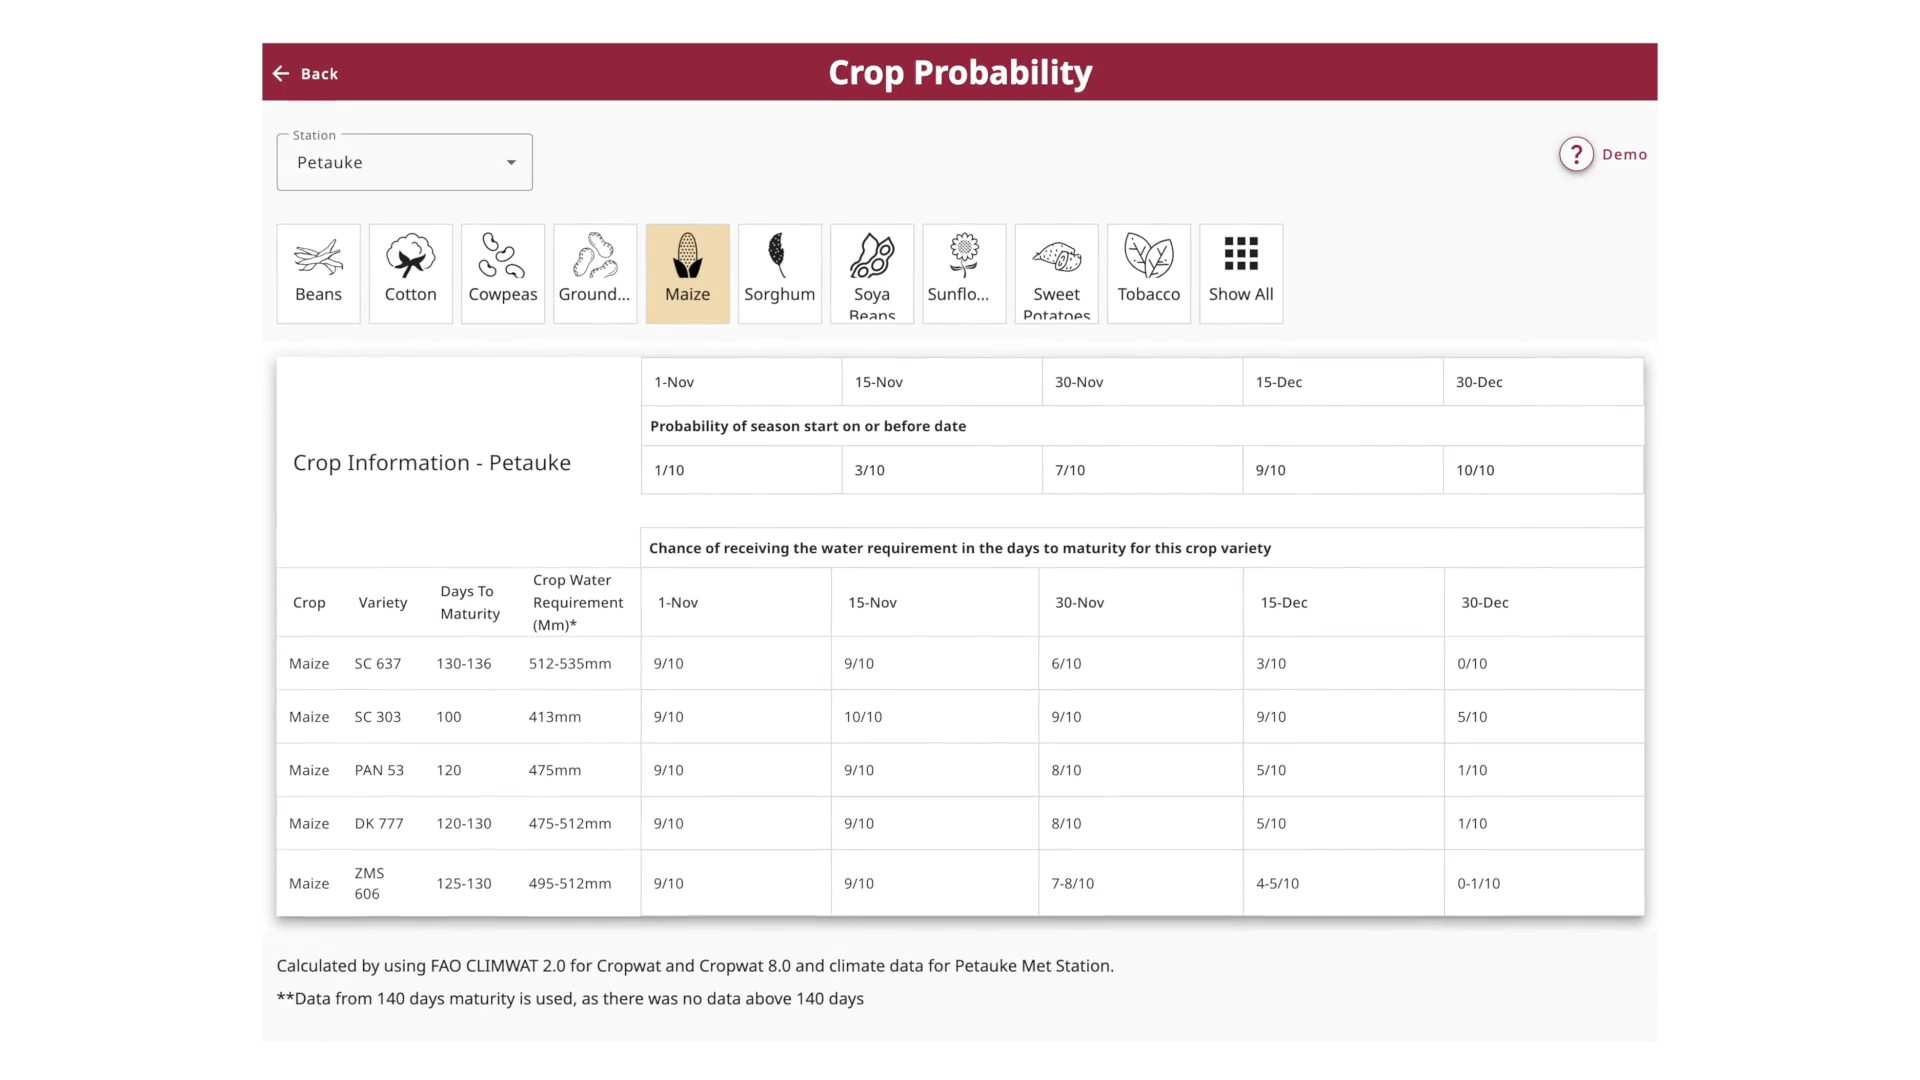 Back
Crop Probability
Station
Petauke
? Demo
Beans
Cotton
Cowpeas
Ground...
Maize
Sorghum
Soya
Beans
Sunflo...
Sweet
Potatoes
Tobacco
Show All
1-Nov 15-Nov 30-Nov 15-Dec 30-Dec
Probability of season start on or before date
Crop Information - Petauke
1/10 3/10 7/10 9/10 10/10
Chance of receiving the water requirement in the days to maturity for this crop variety
Crop
Variety
Days To
Maturity
Crop Water
Requirement
(Mm)*
1-Nov 15-Nov 30-Nov 15-Dec 30-Dec
Maize SC 637 130-136 512-535mm 9/10 9/10 6/10 3/10 0/10
Maize SC 303 100 413mm 9/10 10/10 9/10 9/10 5/10
Maize PAN 53 120 475mm 9/10 9/10 8/10 5/10 1/10
Maize DK 777 120-130 475-512mm 9/10 9/10 8/10 5/10 1/10
Maize ZMS
606 125-130 495-512mm 9/10 9/10 7-8/10 4-5/10 0-1/10
Calculated by using FAO CLIMWAT 2.0 for Cropwat and Cropwat 8.0 and climate data for Petauke Met Station.
**Data from 140 days maturity is used, as there was no data above 140 days